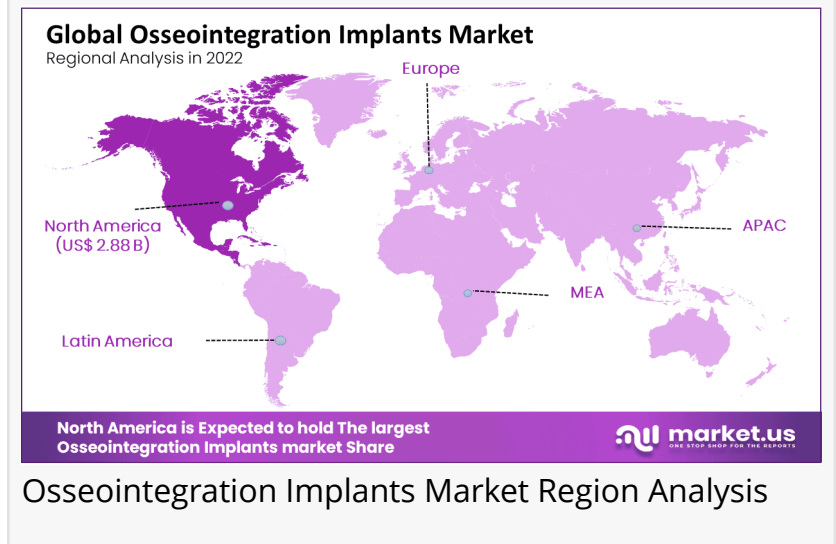 Global Osseointegration Implants Market
Regional Analysis in 2022
Europe
North America
(US$ 2.88 B)
APAC
MEA
Latin America
North America is Expected to hold The largest
Osseointegration Implants market Share
market.us
ONE STOP SHOP FOR THE REPORTS
Osseointegration Implants Market Region Analysis